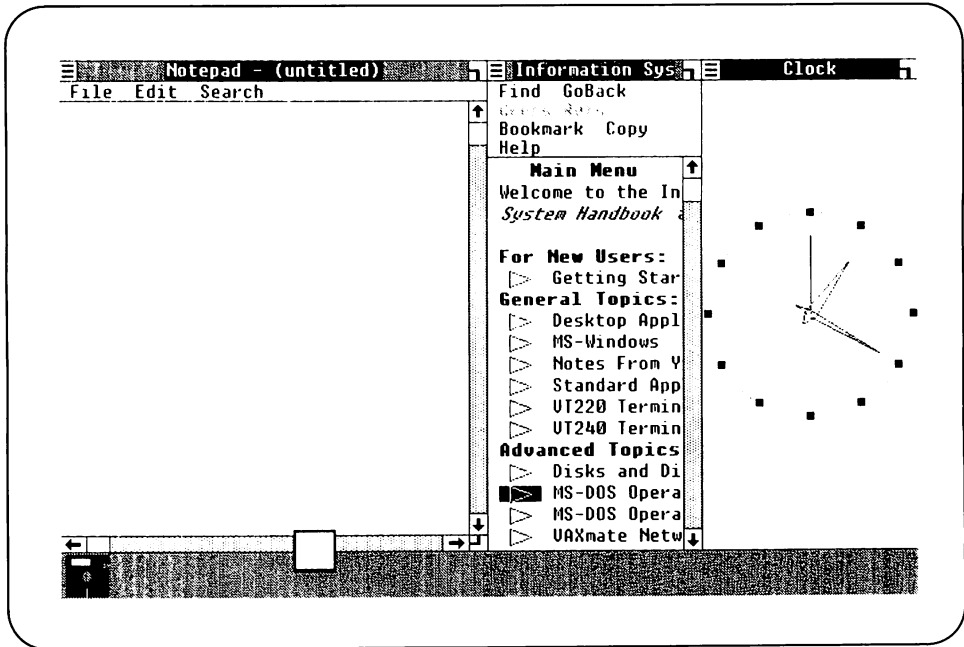 Notepad - (untitled)
File Edit Search
Information Sys
Find GoBack
Bookmark Copy
Help
Main Menu
Welcome to the In
System Handbook a
For New Users:
Getting Star
General Topics:
Desktop Appl
MS-Windows
Notes From Y
Standard App
VT220 Termin
VT240 Termin
Advanced Topics
Disks and Di
MS-DOS Opera
MS-DOS Opera
VAXmate Netw
Clock